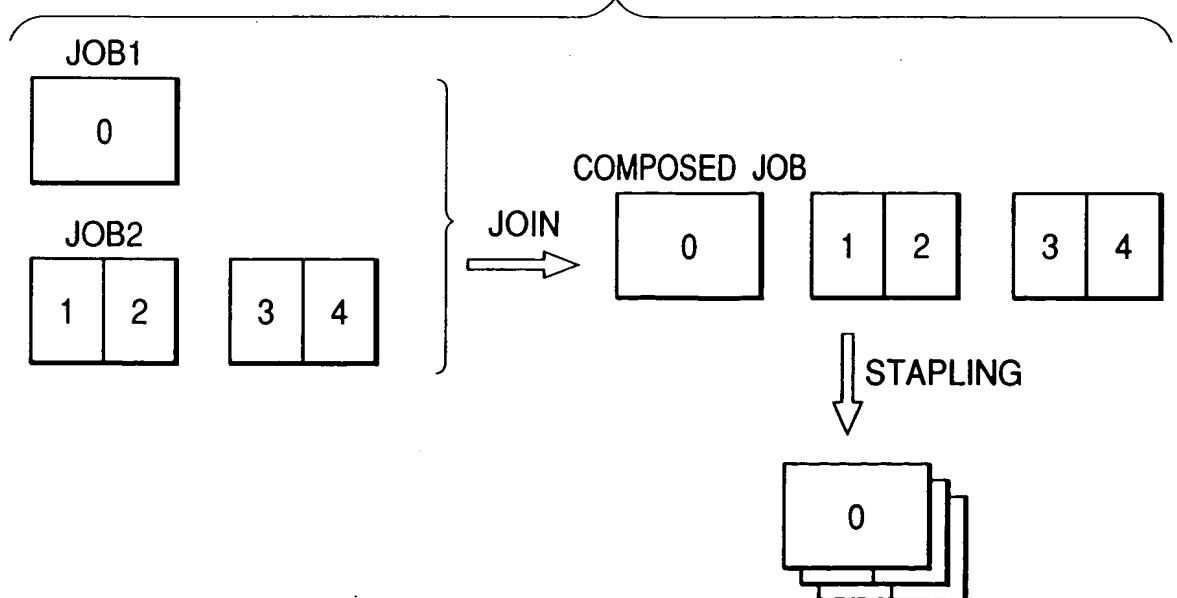 JOB1
0
JOB2
1 2 3 4
JOIN
COMPOSED JOB
0 1 2 3 4
STAPLING
0